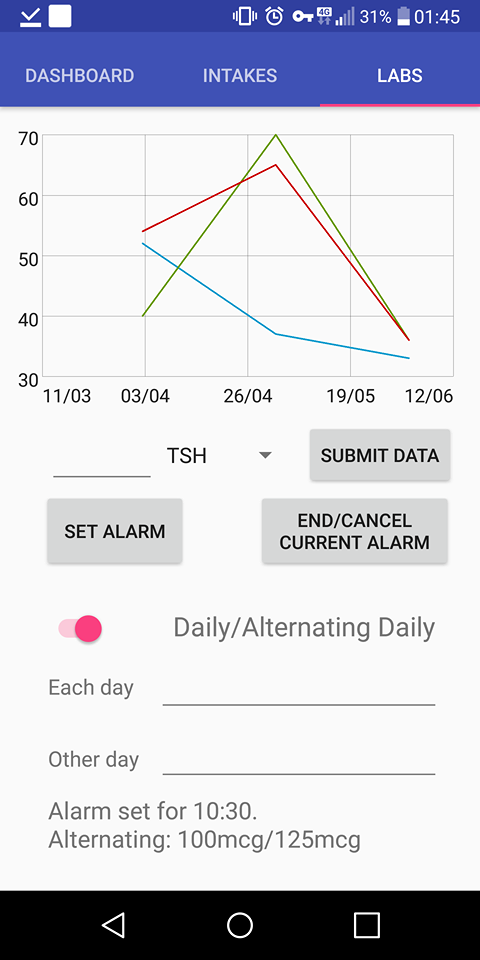 4G 31% 01:45
DASHBOARD INTAKES LABS
70
60
50
40
30
11/03 03/04 26/04 19/05 12/06
TSH SUBMIT DATA
SET ALARM
END/CANCEL
CURRENT ALARM
Daily/Alternating Daily
Each day
Other day
Alarm set for 10:30.
Alternating: 100mcg/125mcg